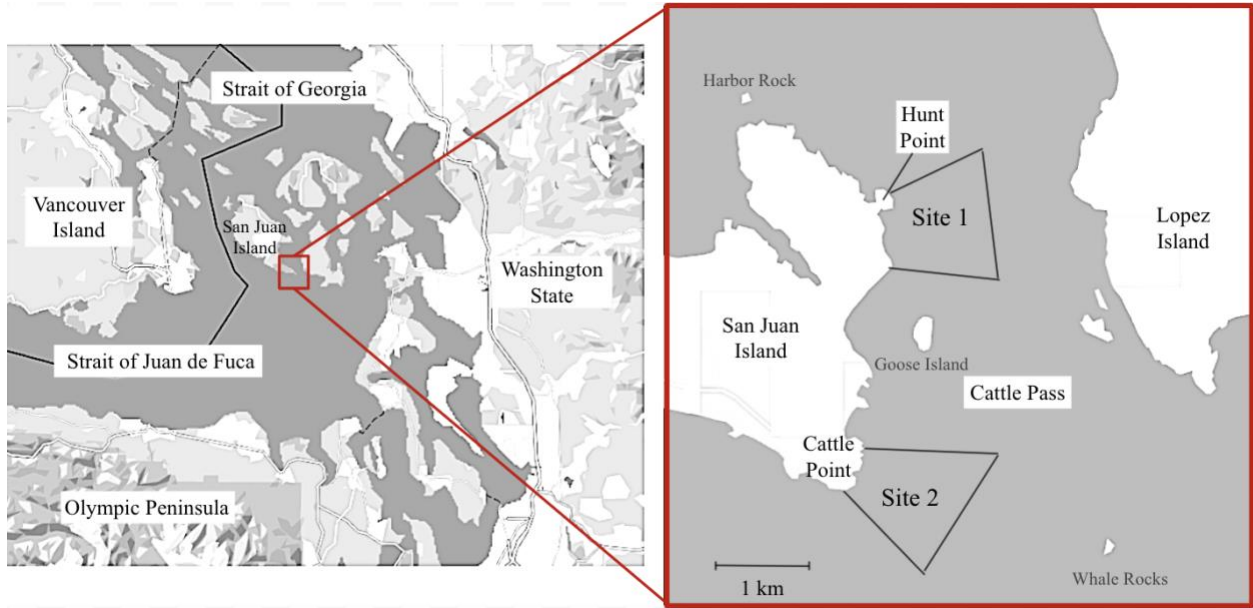 Strait of Georgia
Vancouver
Island
San Juan
Island
Washington
State
Strait of Juan de Fuca
Olympic Peninsula
Harbor Rock
Hunt
Point
Site 1
Lopez
Island
San Juan
Island
Goose Island
Cattle Pass
Cattle
Point
Site 2
1 km
Whale Rocks